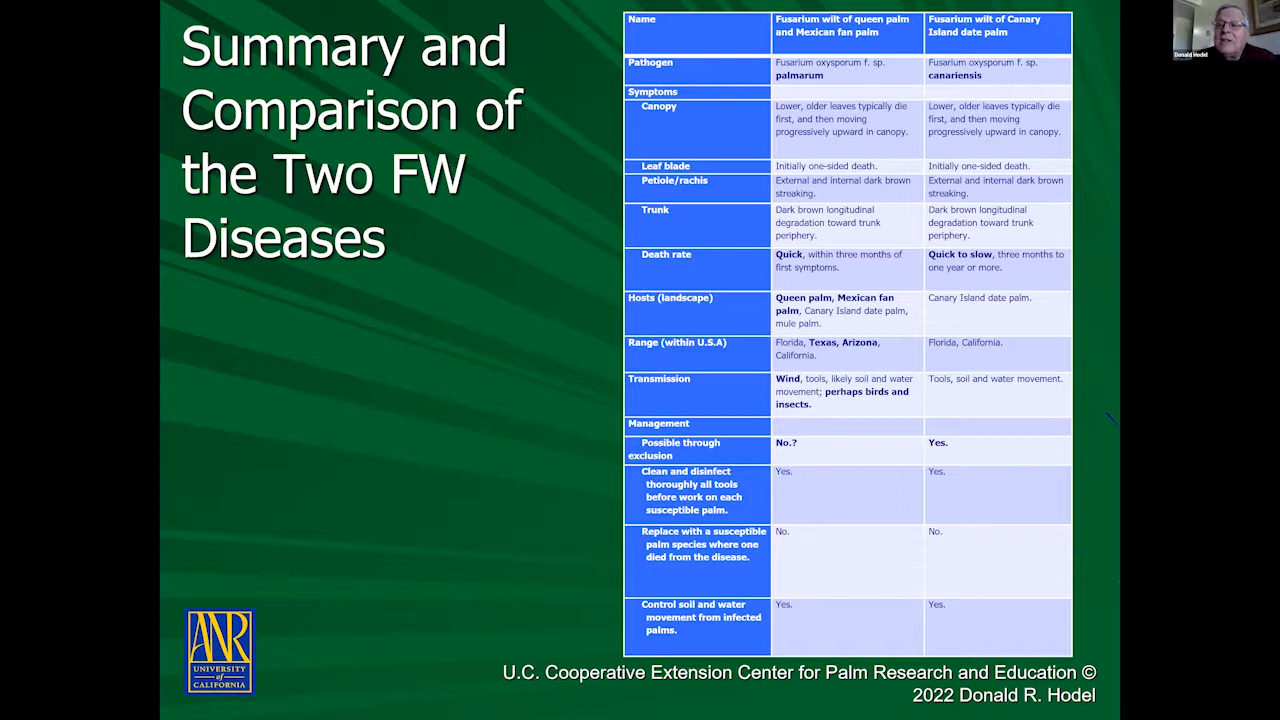 Summary and
Comparison of
the Two FW
Diseases
Name
Fusarium wilt of queen palm
and Mexican fan palm
Fusarium wilt of Canary
Island date palm
Pathogen
Fusarium oxysporum f. sp.
palmarum
Fusarium oxysporum f. sp.
canariensis
Symptoms
Canopy
Lower, older leaves typically die
first, and then moving
progressively upward in canopy.
Lower, older leaves typically die
first, and then moving
progressively upward in canopy.
Leaf blade
Initially one-sided death.
Initially one-sided death.
Petiole/rachis
External and internal dark brown
streaking.
External and internal dark brown
streaking.
Trunk
Dark brown longitudinal
degradation toward trunk
periphery.
Dark brown longitudinal
degradation toward trunk
periphery.
Death rate
Quick, within three months of
first symptoms.
Quick to slow, three months to
one year or more.
Hosts (landscape)
Queen palm, Mexican fan
palm, Canary Island date palm,
mule palm.
Canary Island date palm.
Range (within U.S.A)
Florida, Texas, Arizona,
California.
Florida, California.
Transmission
Wind, tools, likely soil and water
movement; perhaps birds and
insects.
Tools, soil and water movement.
Management
Possible through
exclusion
No.?
Yes.
Clean and disinfect
thoroughly all tools
before work on each
susceptible palm.
Yes.
Yes.
Replace with a susceptible
palm species where one
died from the disease.
No.
No.
Control soil and water
movement from infected
palms.
Yes.
Yes.
ANR
UNIVERSITY
of
CALIFORNIA
U.C. Cooperative Extension Center for Palm Research and Education ©
2022 Donald R. Hodel
Donald Hodel